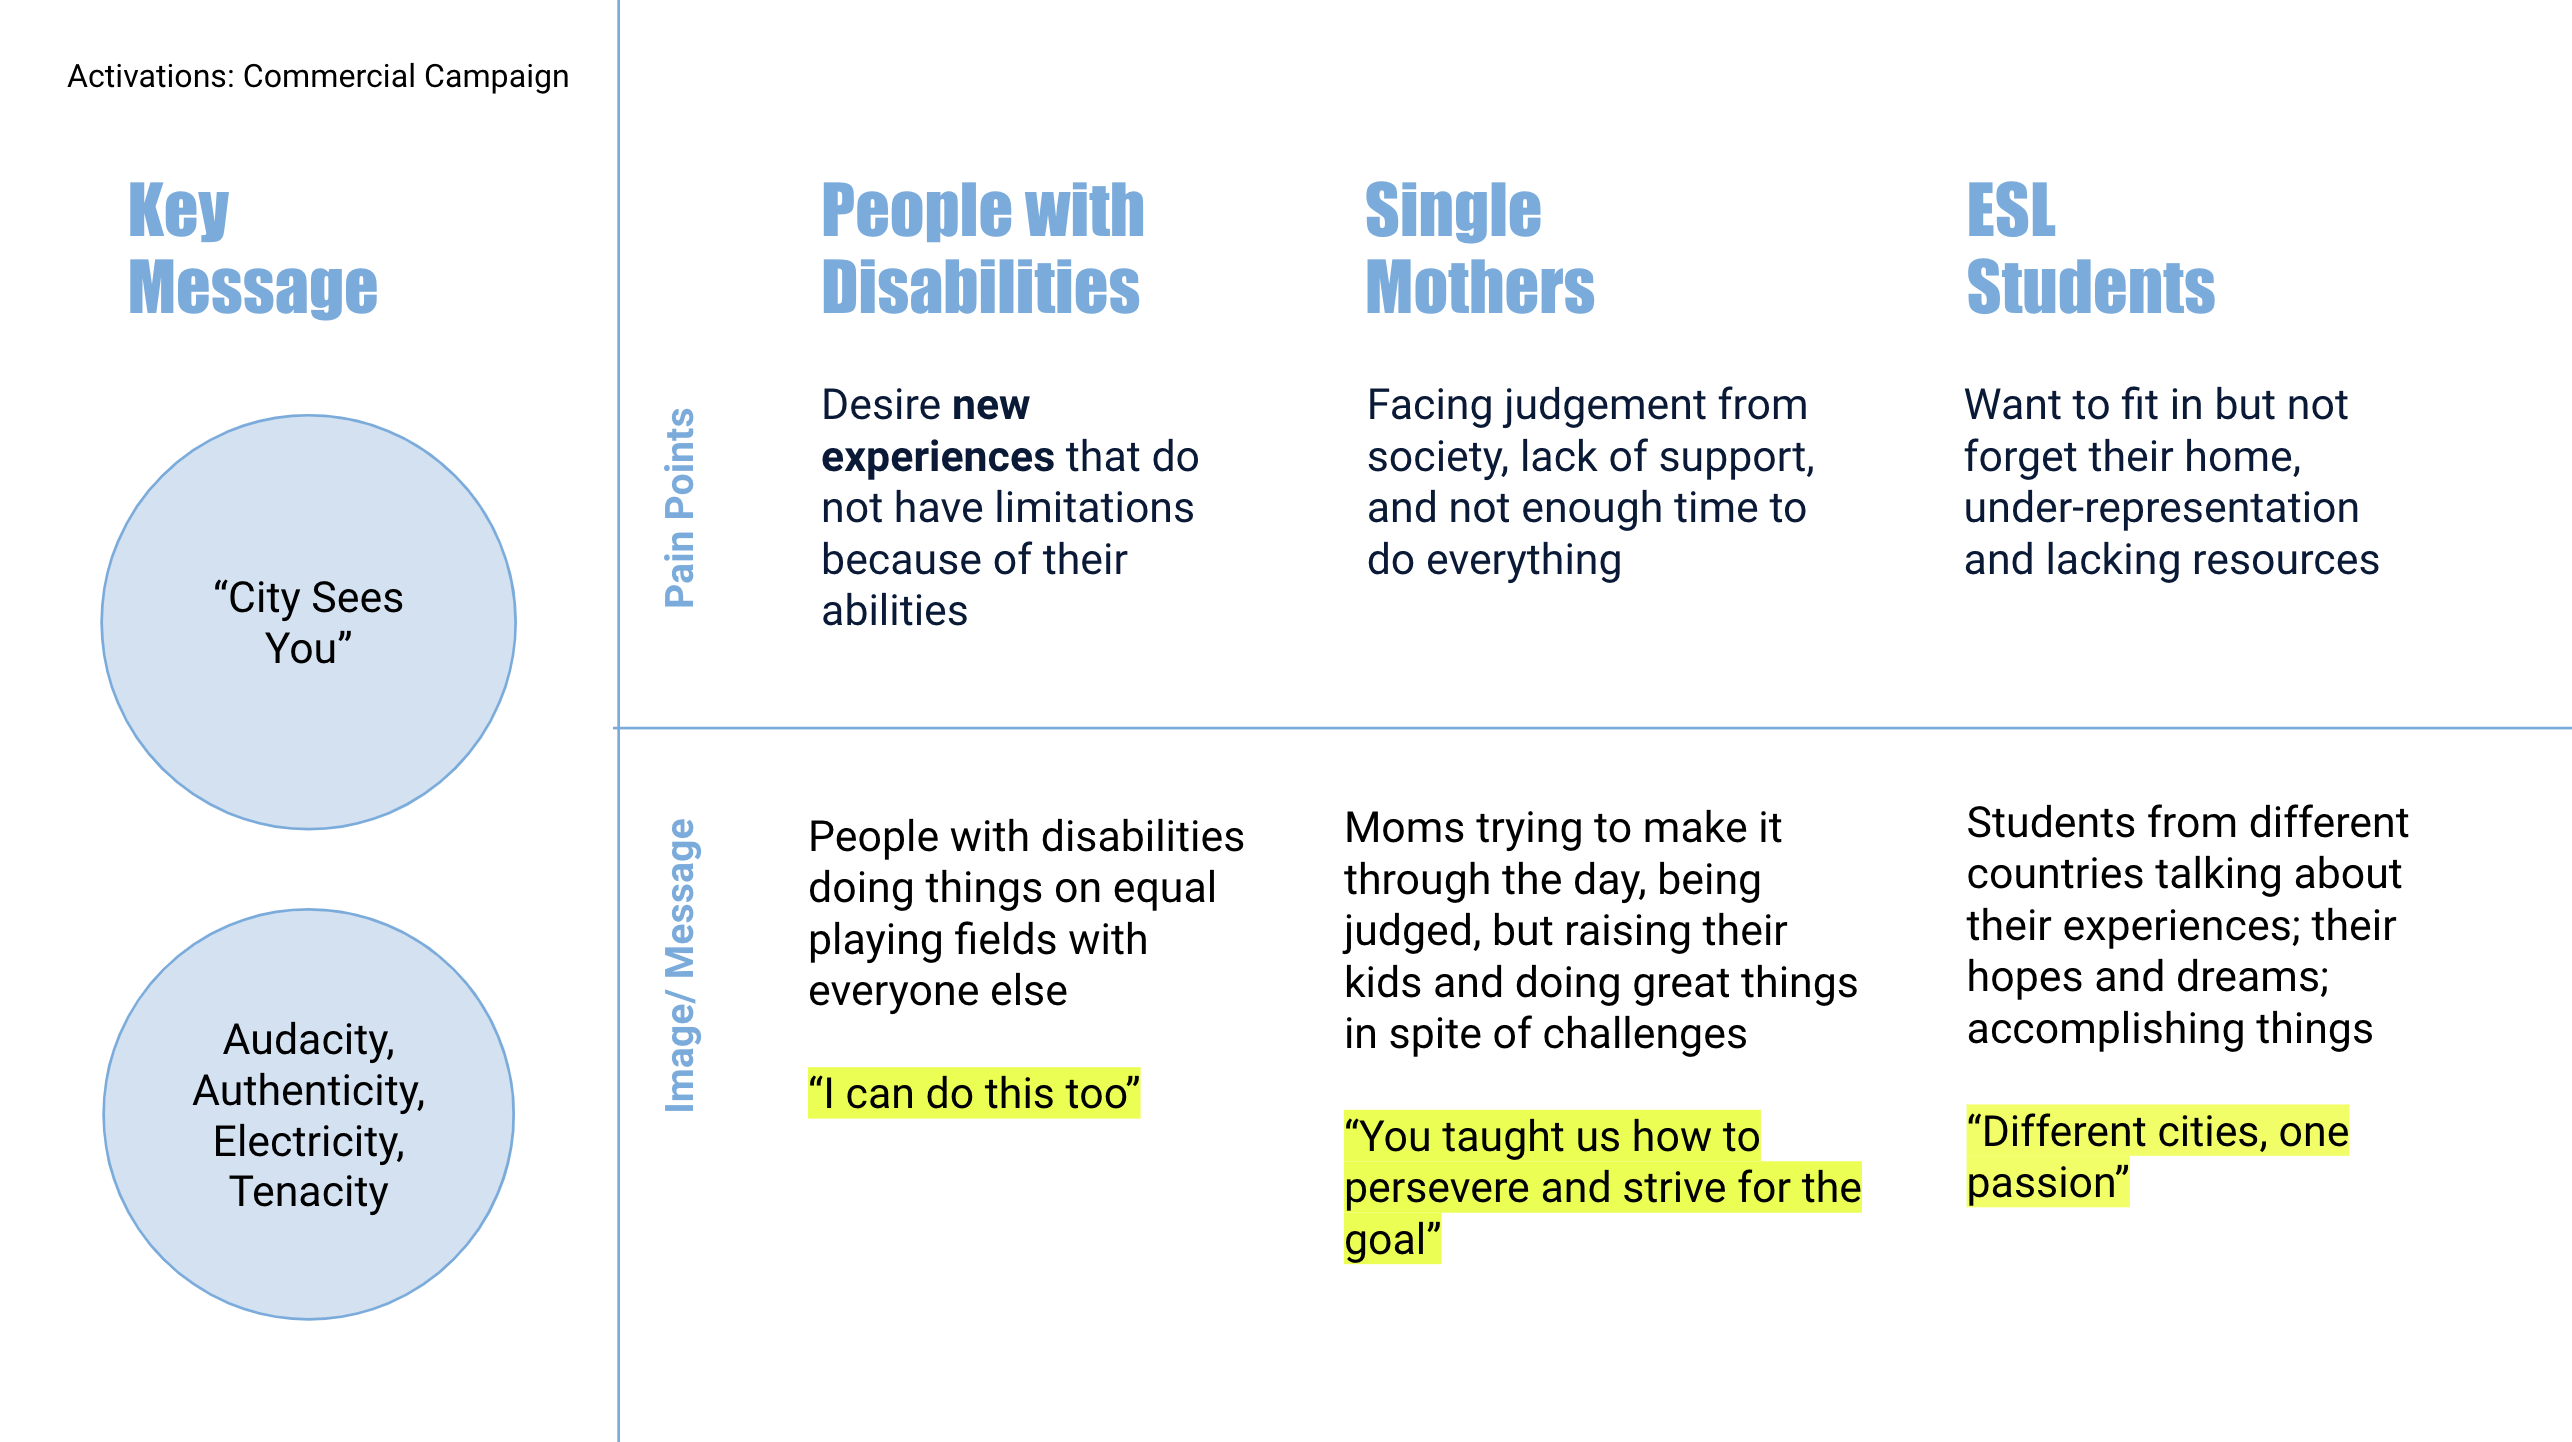 Activations: Commercial Campaign
Key
Message
“City Sees
You”
Audacity,
Authenticity,
Electricity,
Tenacity
Pain Points
People with
Disabilities
Desire new
experiences that do
not have limitations
because of their
abilities
Single
Mothers
Facing judgement from
society, lack of support,
and not enough time to
do everything
ESL
Students
Want to fit in but not
forget their home,
under-representation
and lacking resources
Image/ Message
People with disabilities
doing things on equal
playing fields with
everyone else
“I can do this too”
Moms trying to make it
through the day, being
judged, but raising their
kids and doing great things
in spite of challenges
“You taught us how to
persevere and strive for the
goal”
Students from different
countries talking about
their experiences; their
hopes and dreams;
accomplishing things
“Different cities, one
passion”